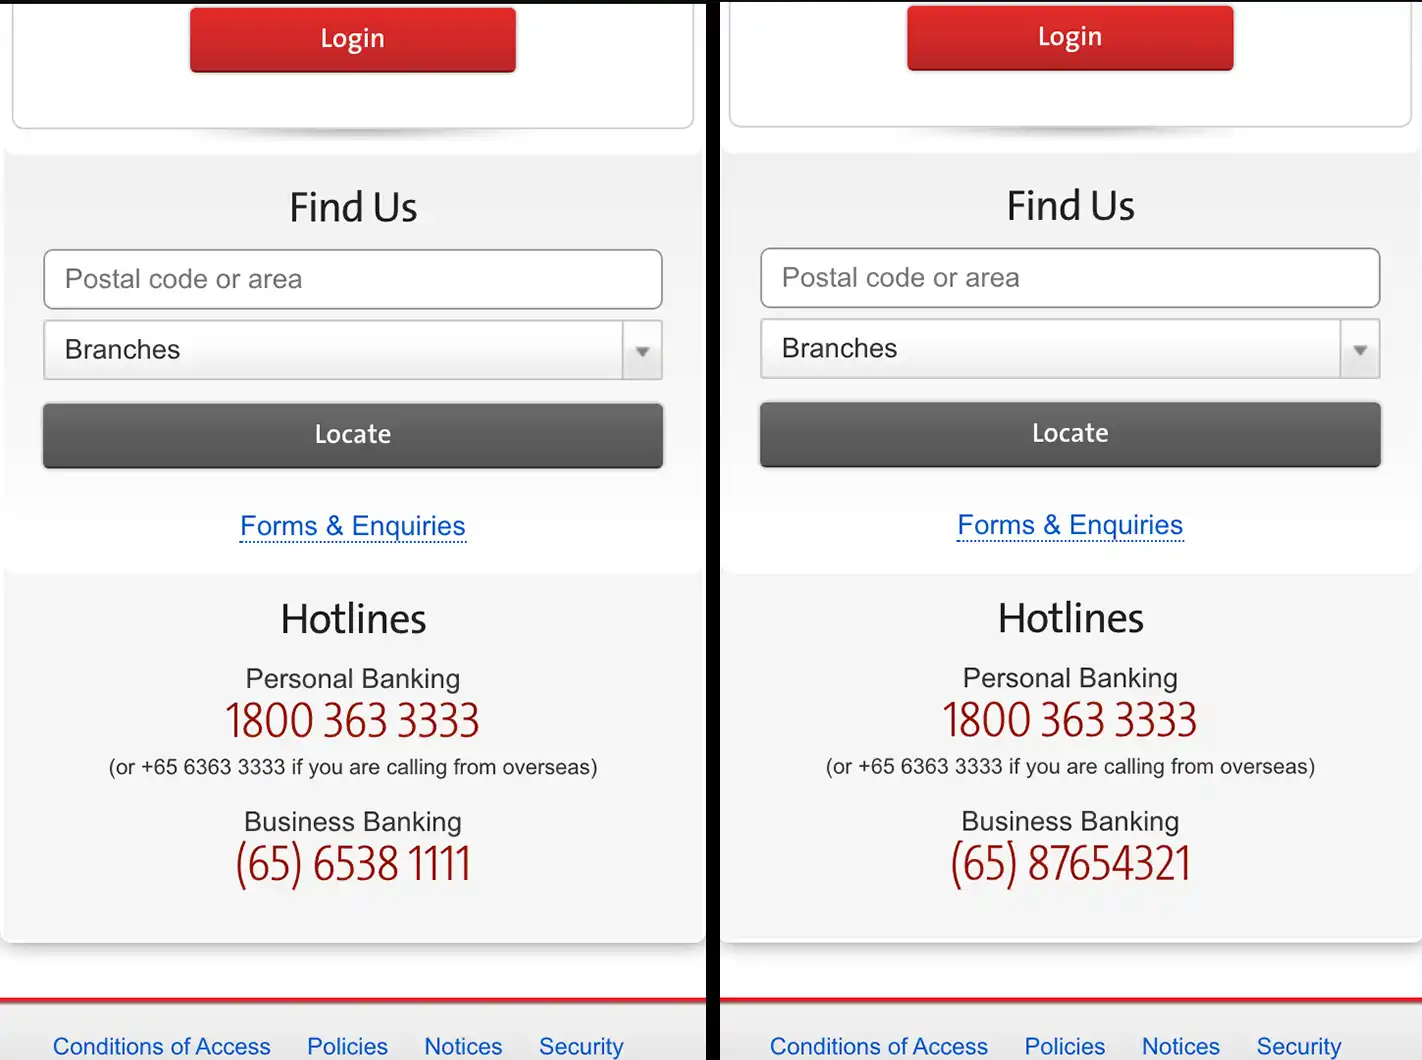 Login
Find Us
Postal code or area
Branches
Locate
Forms & Enquiries
Hotlines
Personal Banking
1800 363 3333
(or +65 6363 3333 if you are calling from overseas)
Business Banking
(65) 6538 1111
Conditions of Access Policies Notices Security
Login
Find Us
Postal code or area
Branches
Locate
Forms & Enquiries
Hotlines
Personal Banking
1800 363 3333
(or +65 6363 3333 if you are calling from overseas)
Business Banking
(65) 87654321
Conditions of Access Policies Notices Security